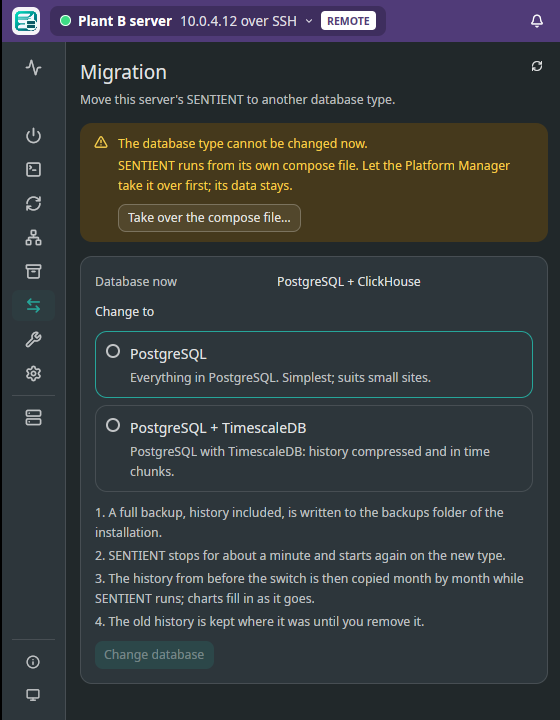 Plant B server 10.0.4.12 over SSH REMOTE
Migration
Move this server's SENTIENT to another database type.
The database type cannot be changed now.
SENTIENT runs from its own compose file. Let the Platform Manager
take it over first; its data stays.
Take over the compose file...
Database now PostgreSQL + ClickHouse
Change to
PostgreSQL
Everything in PostgreSQL. Simplest; suits small sites.
PostgreSQL + TimescaleDB
PostgreSQL with TimescaleDB: history compressed and in time
chunks.
1. A full backup, history included, is written to the backups folder of the
installation.
2. SENTIENT stops for about a minute and starts again on the new type.
3. The history from before the switch is then copied month by month while
SENTIENT runs; charts fill in as it goes.
4. The old history is kept where it was until you remove it.
Change database